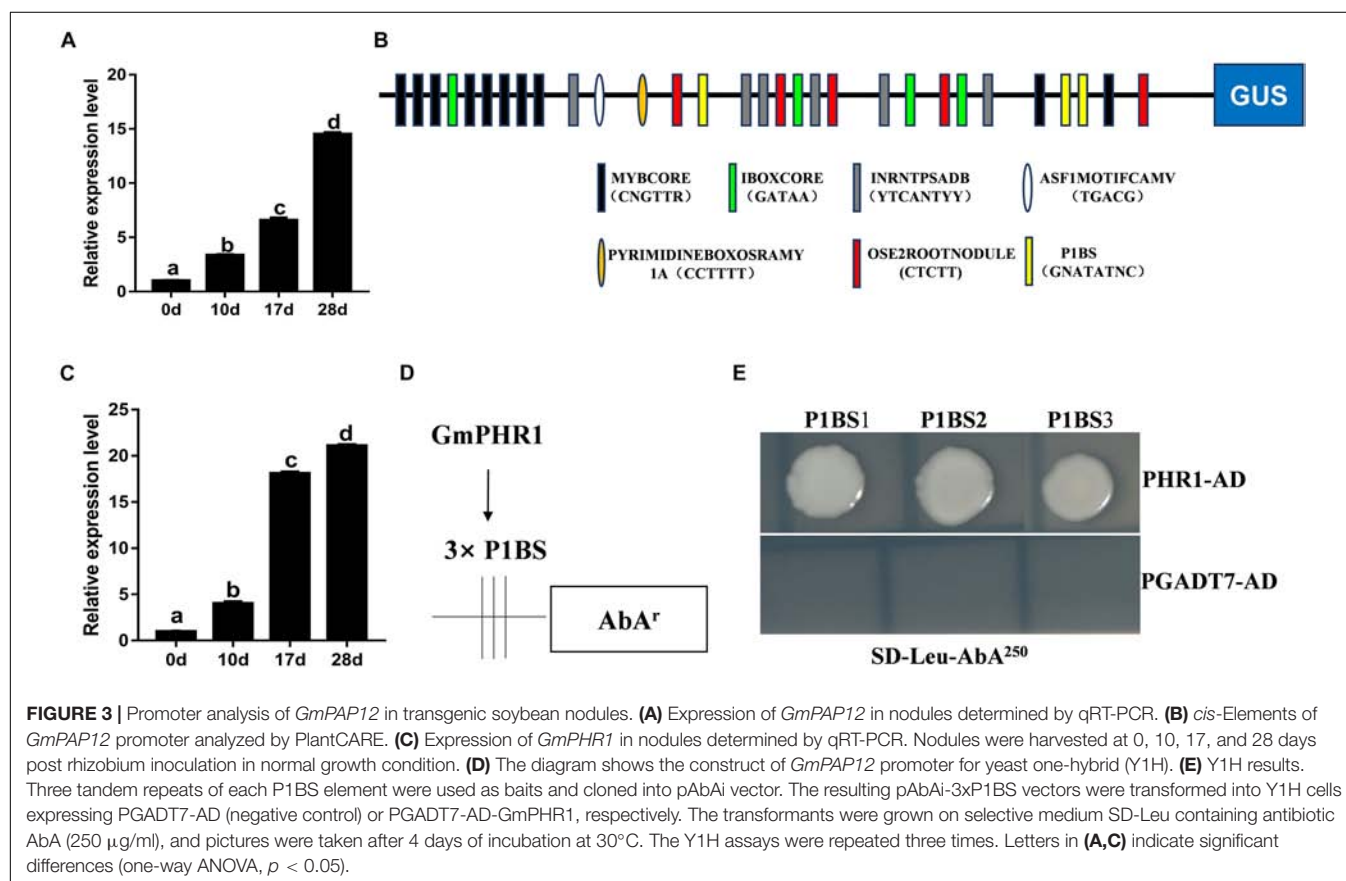 A
Relative expression level
20
15
10
5
0
a
b
c
d
0d 10d 17d 28d
B
GUS
MYBCORE
(CNGTTR)
IBOXCORE
(GATAA)
INRNTPSADB
(YTCANTYY)
ASF1MOTIFCAMV
(TGACG)
PYRIMIDINEBOXOSRAMY
1A (CCTTTT)
OSE2ROOTNODULE
(CTCTT)
P1BS
(GNATATNC)
C
Relative expression level
25
20
15
10
5
0
a
b
c
d
0d 10d 17d 28d
D
GmPHR1
3× P1BS
AbAr
E
P1BS1 P1BS2 P1BS3
PHR1-AD
PGADT7-AD
SD-Leu-AbA250
FIGURE 3 | Promoter analysis of GmPAP12 in transgenic soybean nodules. (A) Expression of GmPAP12 in nodules determined by qRT-PCR. (B) cis-Elements of
GmPAP12 promoter analyzed by PlantCARE. (C) Expression of GmPHR1 in nodules determined by qRT-PCR. Nodules were harvested at 0, 10, 17, and 28 days
post rhizobium inoculation in normal growth condition. (D) The diagram shows the construct of GmPAP12 promoter for yeast one-hybrid (Y1H). (E) Y1H results.
Three tandem repeats of each P1BS element were used as baits and cloned into pAbAi vector. The resulting pAbAi-3xP1BS vectors were transformed into Y1H cells
expressing PGADT7-AD (negative control) or PGADT7-AD-GmPHR1, respectively. The transformants were grown on selective medium SD-Leu containing antibiotic
AbA (250 μg/ml), and pictures were taken after 4 days of incubation at 30°C. The Y1H assays were repeated three times. Letters in (A,C) indicate significant
differences (one-way ANOVA, p < 0.05).